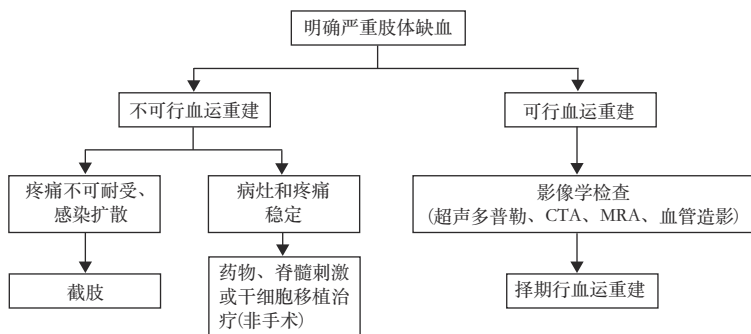 明确严重肢体缺血
不可行血运重建
可行血运重建
疼痛不可耐受、
感染扩散
病灶和疼痛
稳定
影像学检查
(超声多普勒、CTA、MRA、血管造影)
截肢
药物、脊髓刺激
或干细胞移植治
疗(非手术)
择期行血运重建